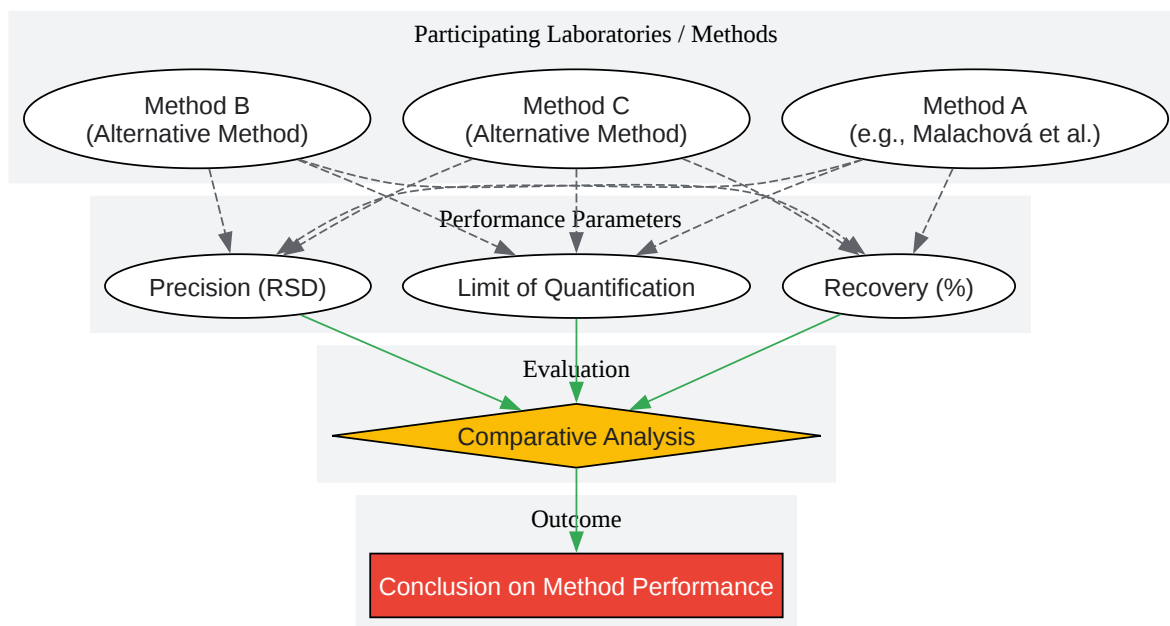 Participating Laboratories / Methods
Method B
(Alternative Method)
Method C
(Alternative Method)
Method A
(e.g., Malachová et al.)
Performance Parameters
Precision (RSD)
Limit of Quantification
Recovery (%)
Evaluation
Comparative Analysis
Outcome
Conclusion on Method Performance